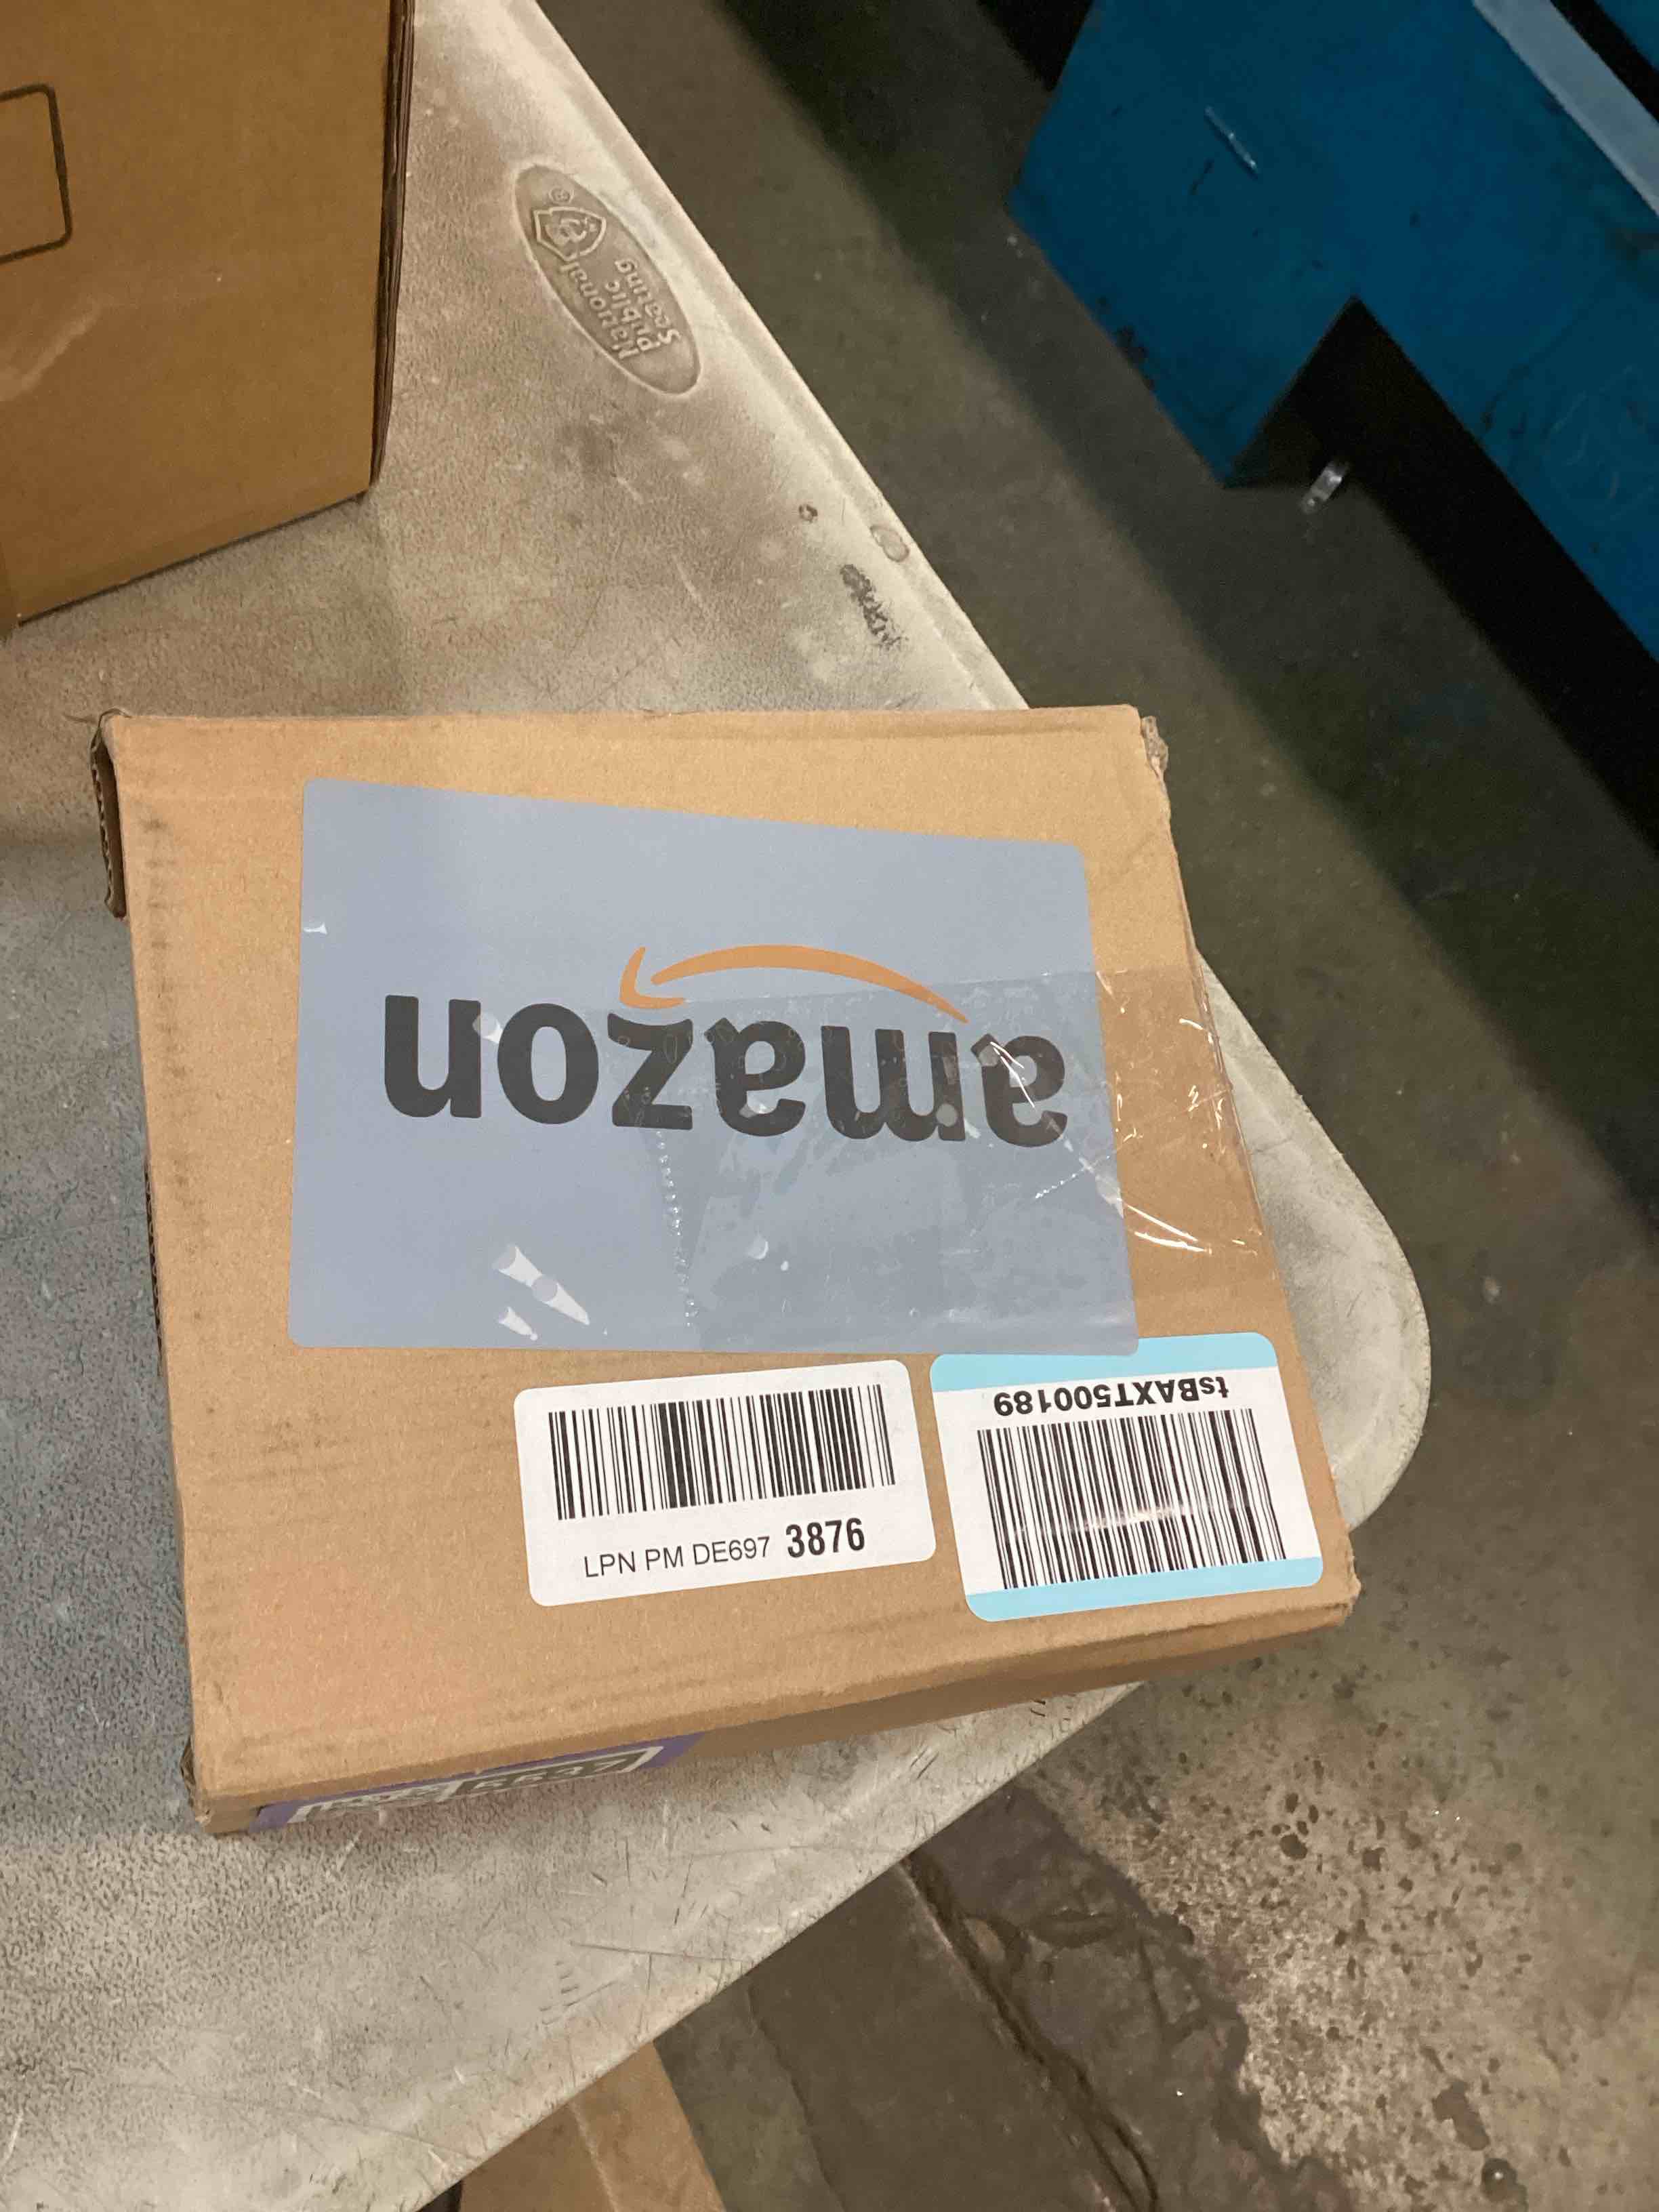 National
Public
Seating
®
amazon
LPN PM DE697 3876
tsBAXT500189